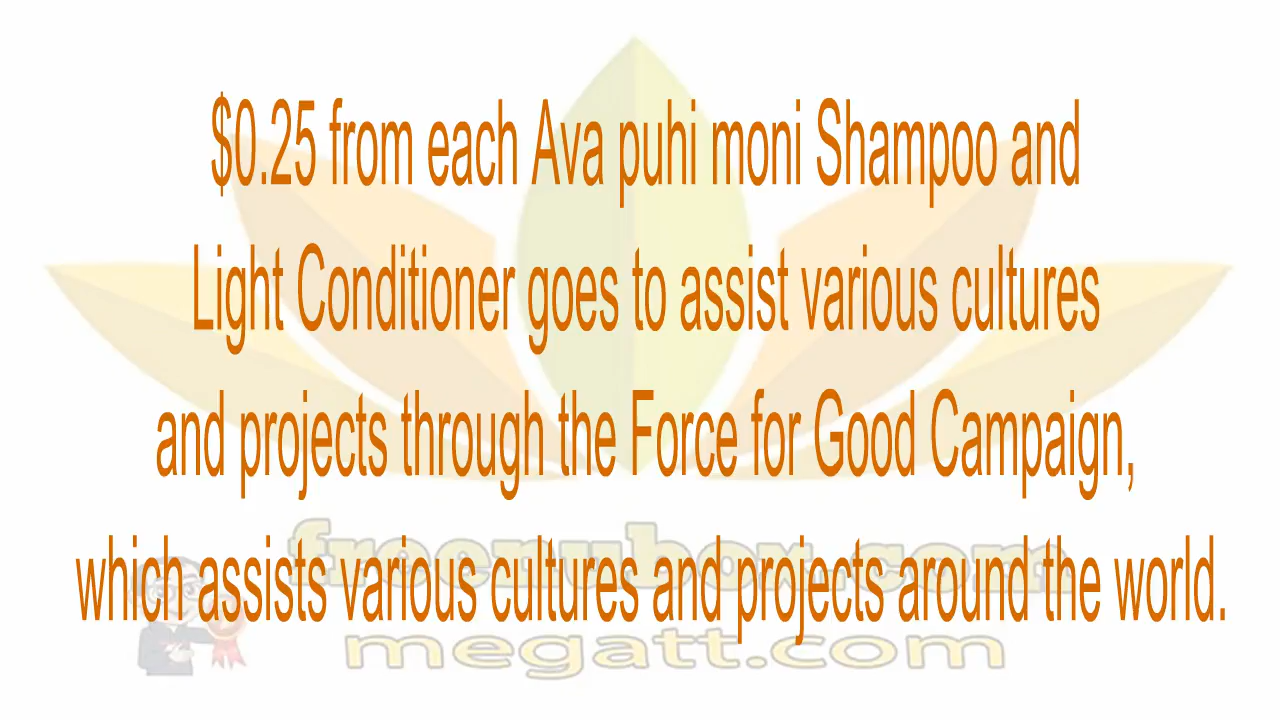 $0.25 from each Ava puhi moni Shampoo and
Light Conditioner goes to assist various cultures
and projects through the Force for Good Campaign,
which assists various cultures and projects around the world.
freenubox.com
megatt.com